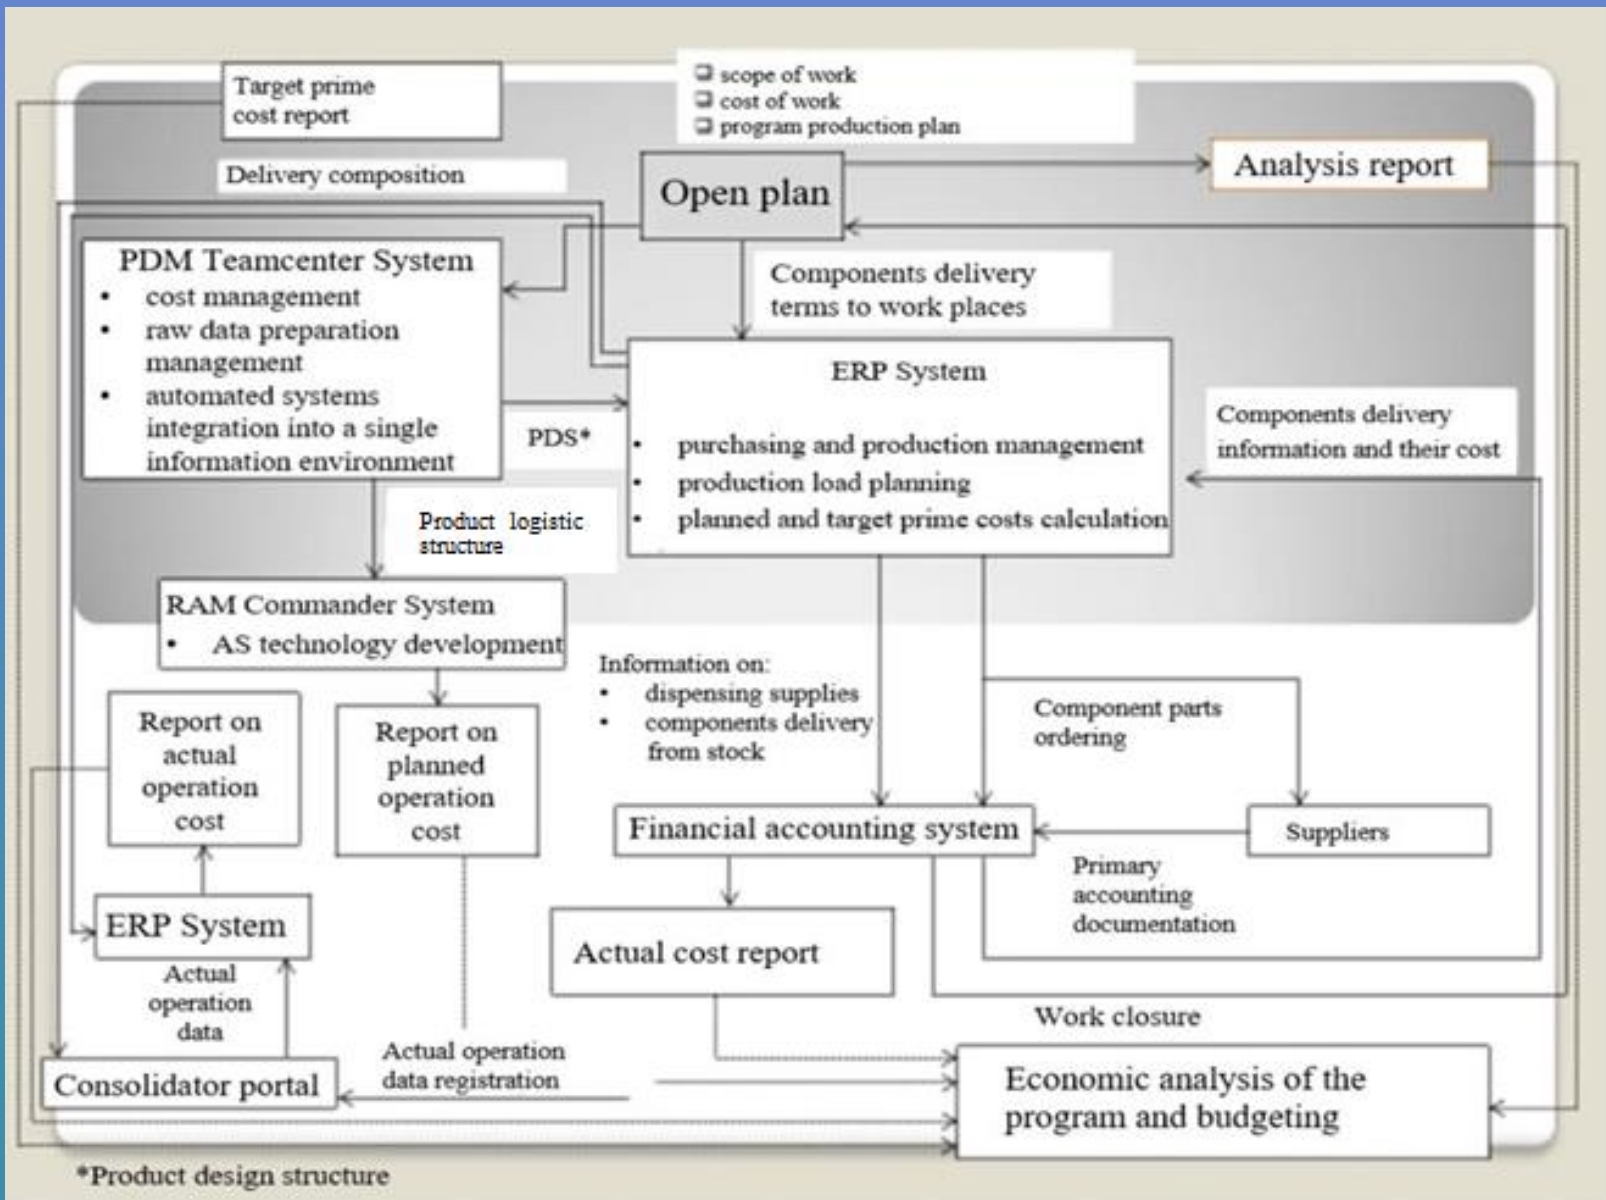 Target prime
cost report
❑ scope of work
❑ cost of work
❑ program production plan
Delivery composition
Open plan
Analysis report
PDM Teamcenter System
• cost management
• raw data preparation
management
• automated systems
integration into a single
information environment
Components delivery
terms to work places
PDS*
ERP System
• purchasing and production management
• production load planning
• planned and target prime costs calculation
Components delivery
information and their cost
Product logistic
structure
RAM Commander System
• AS technology development
Information on:
• dispensing supplies
• components delivery
from stock
Component parts
ordering
Report on
actual
operation
cost
Report on
planned
operation
cost
Financial accounting system
Suppliers
Primary
accounting
documentation
ERP System
Actual cost report
Actual
operation
data
Work closure
Consolidator portal
Actual operation
data registration
Economic analysis of the
program and budgeting
*Product design structure